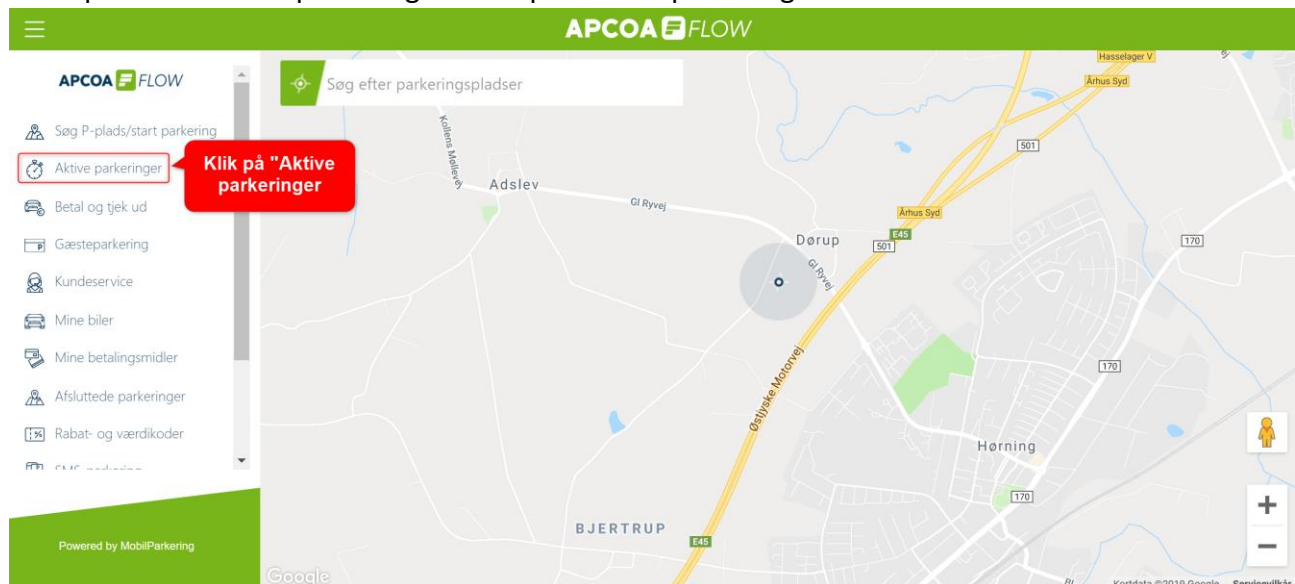 APCOA FLOW
APCOA FLOW
Søg P-plads/start parkering
Aktive parkeringer
Betal og tjek ud
Gæsteparkering
Kundeservice
Mine biler
Mine betalingsmidler
Afsluttede parkeringer
Rabat- og værdikoder
Powered by MobilParkering
Klik på "Aktive
parkeringer
Søg efter parkeringspladser
Hasselager V
Århus Syd
501
Kollens Møllevej
Adslev
Gl Ryvej
Århus Syd
E45
501
170
Dørup
Gl Ryvej
170
Østjyske Motorvej
Hørning
170
BJERTRUP
E45
Google
Kortdata ©2019 Google